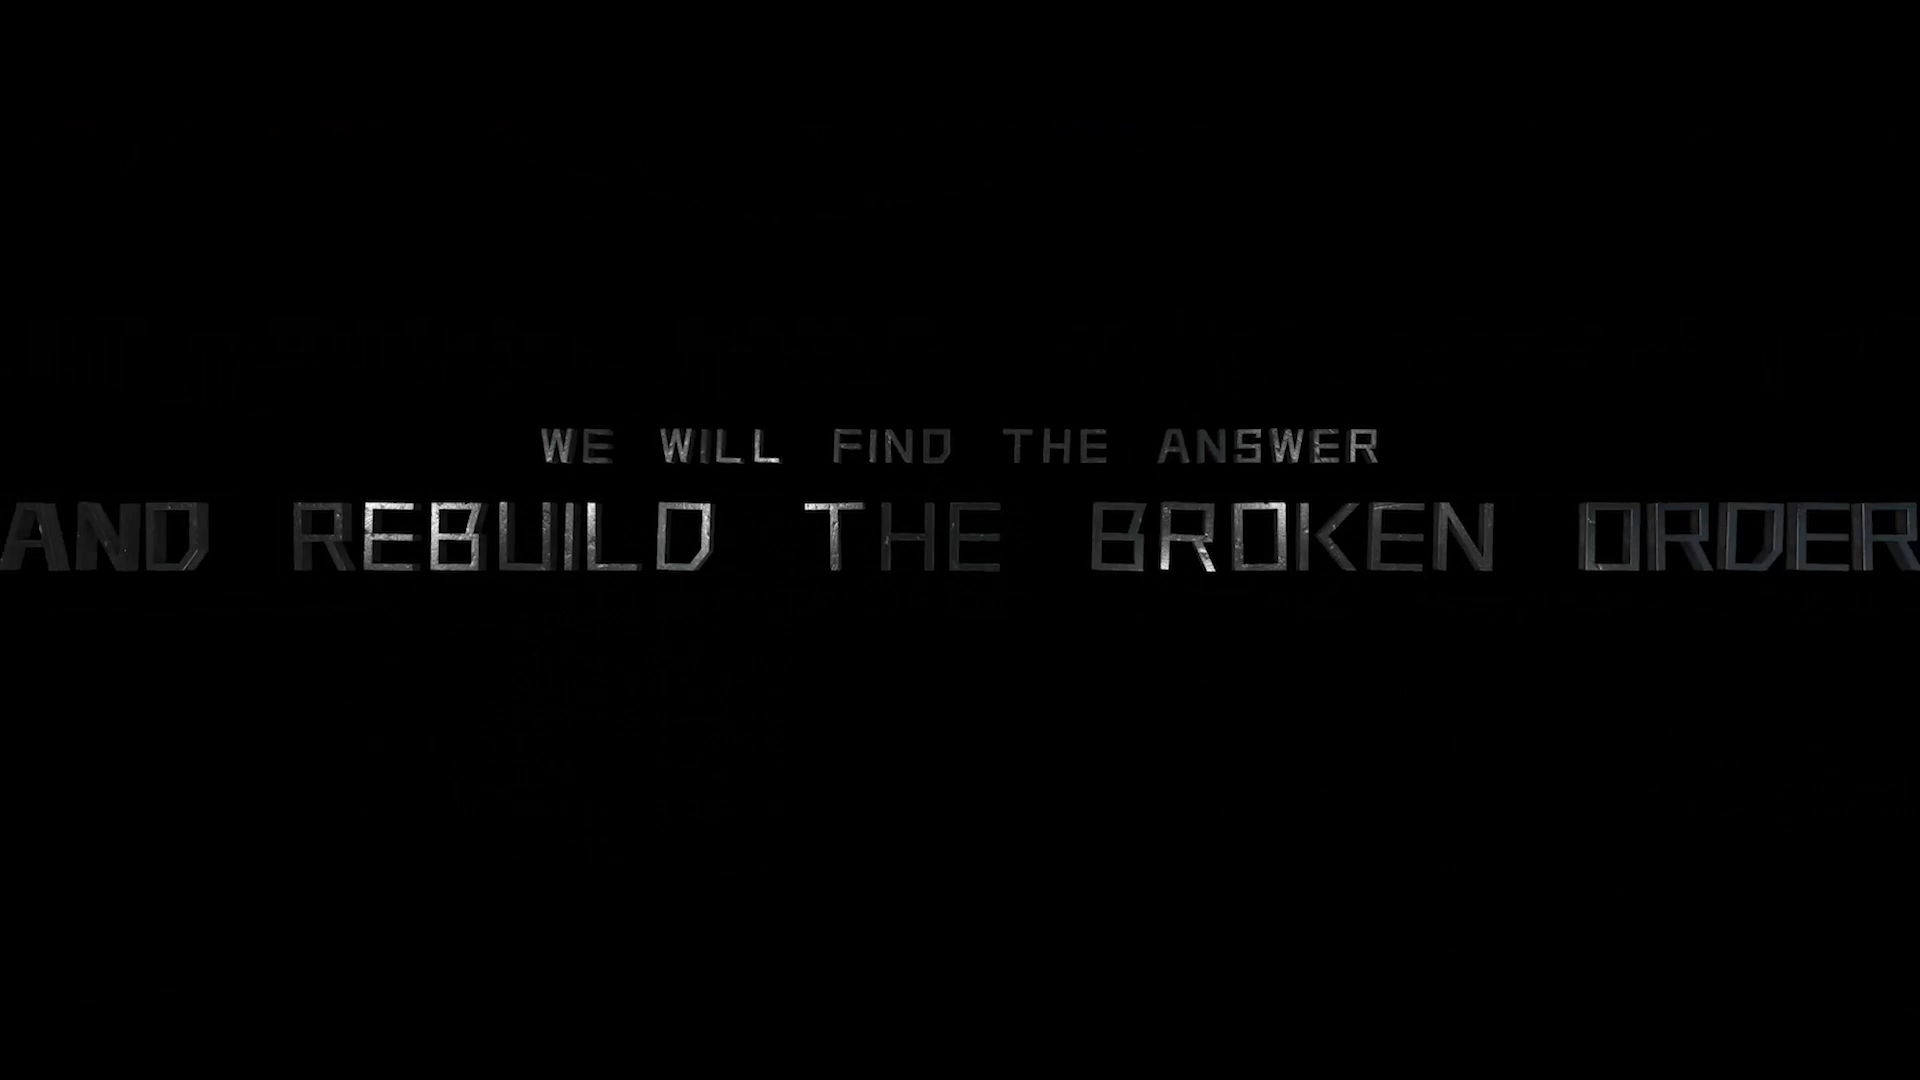 WE WILL FIND THE ANSWER
AND REBUILD THE BROKEN ORDER